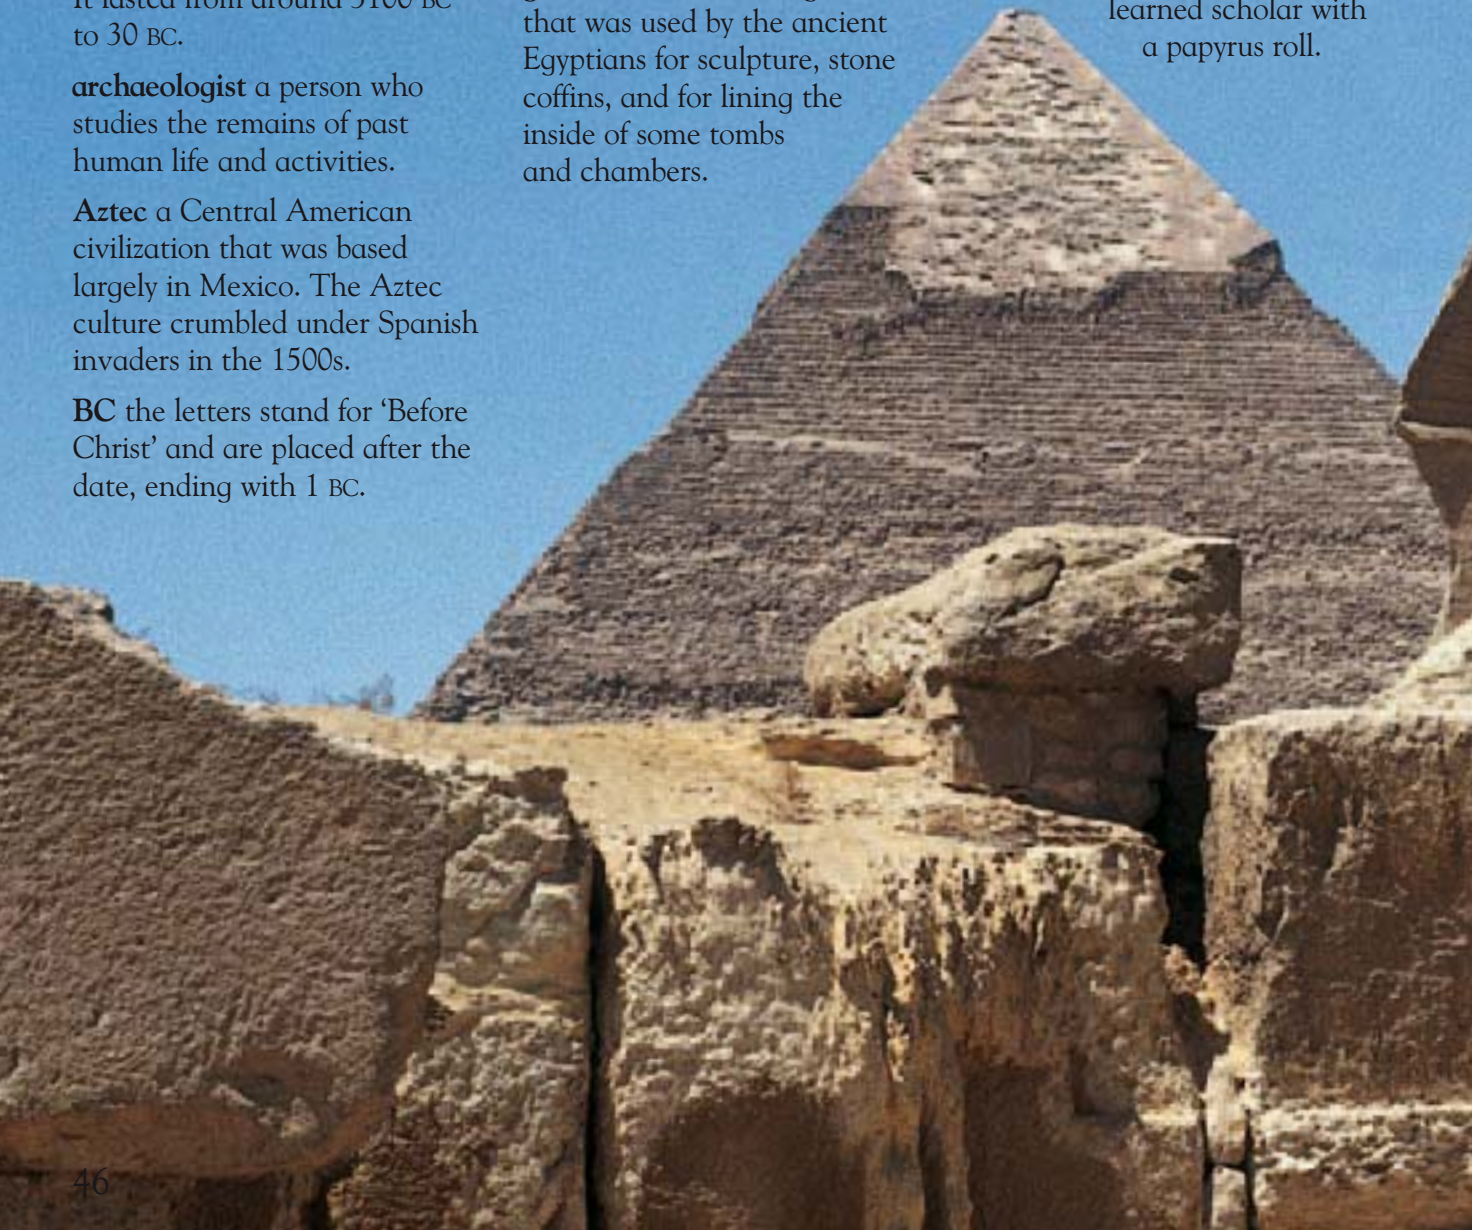 to 30 BC.
archaeologist a person who
studies the remains of past
human life and activities.
Aztec a Central American
civilization that was based
largely in Mexico. The Aztec
culture crumbled under Spanish
invaders in the 1500s.
BC the letters stand for ‘Before
Christ’ and are placed after the
date, ending with 1 BC.
that was used by the ancient
Egyptians for sculpture, stone
coffins, and for lining the
inside of some tombs
and chambers.
learned scholar with
a papyrus roll.
46